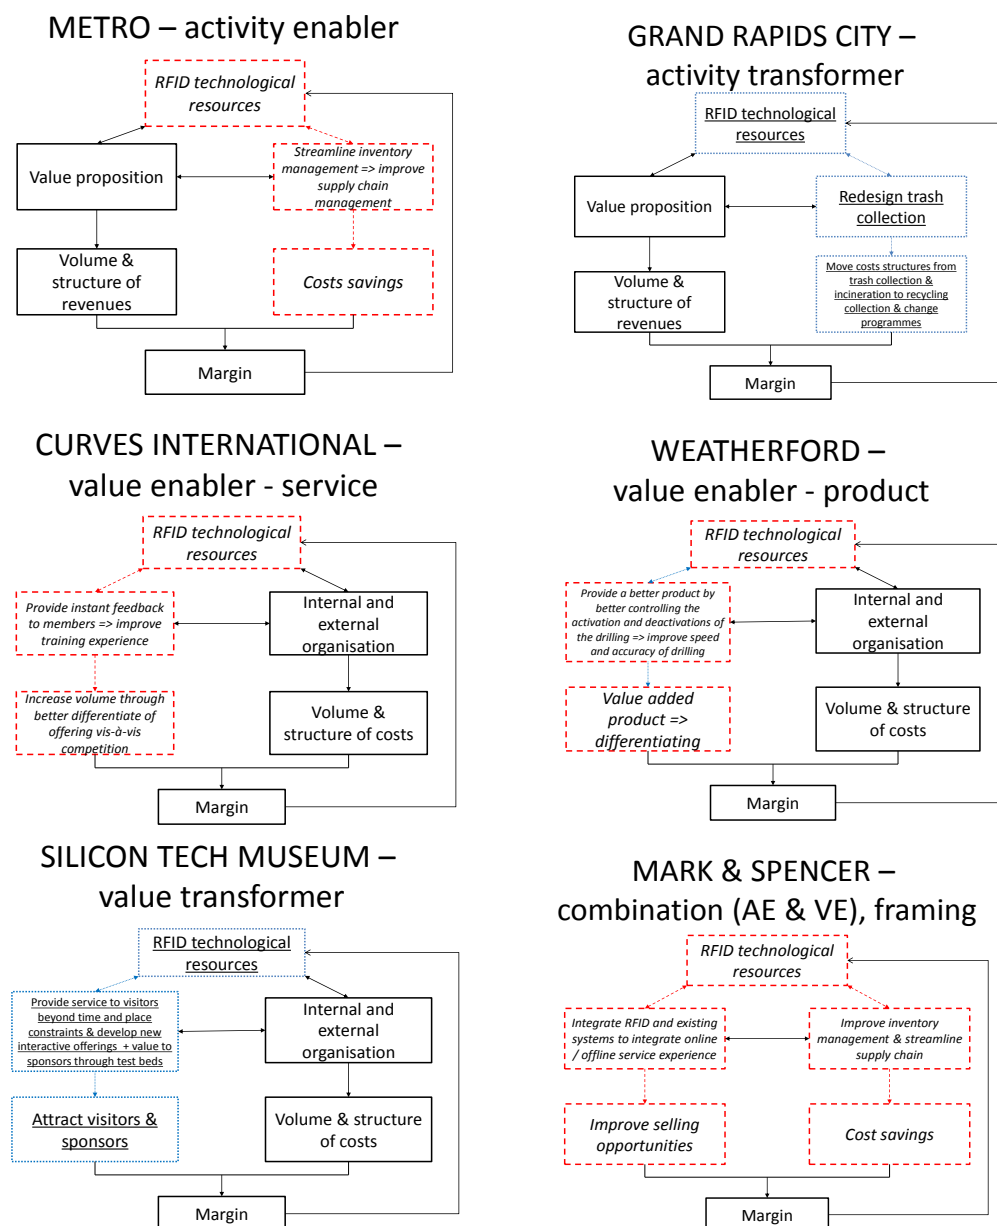 METRO – activity enabler
RFID technological
resources
Value proposition
Streamline inventory
management => improve
supply chain
management
Volume &
structure of
revenues
Costs savings
Margin
GRAND RAPIDS CITY –
activity transformer
RFID technological
resources
Value proposition
Redesign trash
collection
Volume &
structure of
revenues
Move costs structures from
trash collection &
incineration to recycling
collection & change
programmes
Margin
CURVES INTERNATIONAL –
value enabler - service
RFID technological
resources
Provide instant feedback
to members => improve
training experience
Internal and
external
organisation
Increase volume through
better differentiate of
offering vis-à-vis
competition
Volume &
structure of costs
Margin
WEATHERFORD –
value enabler - product
RFID technological
resources
Provide a better product by
better controlling the
activation and deactivations of
the drilling => improve speed
and accuracy of drilling
Internal and
external
organisation
Value added
product =>
differentiating
Volume & structure
of costs
Margin
SILICON TECH MUSEUM –
value transformer
RFID technological
resources
Provide service to visitors
beyond time and place
constraints & develop new
interactive offerings + value to
sponsors through test beds
Internal and
external
organisation
Attract visitors &
sponsors
Volume & structure
of costs
Margin
MARK & SPENCER –
combination (AE & VE), framing
RFID technological
resources
Integrate RFID and existing
systems to integrate online
/ offline service experience
Improve inventory
management & streamline
supply chain
Improve selling
opportunities
Cost savings
Margin